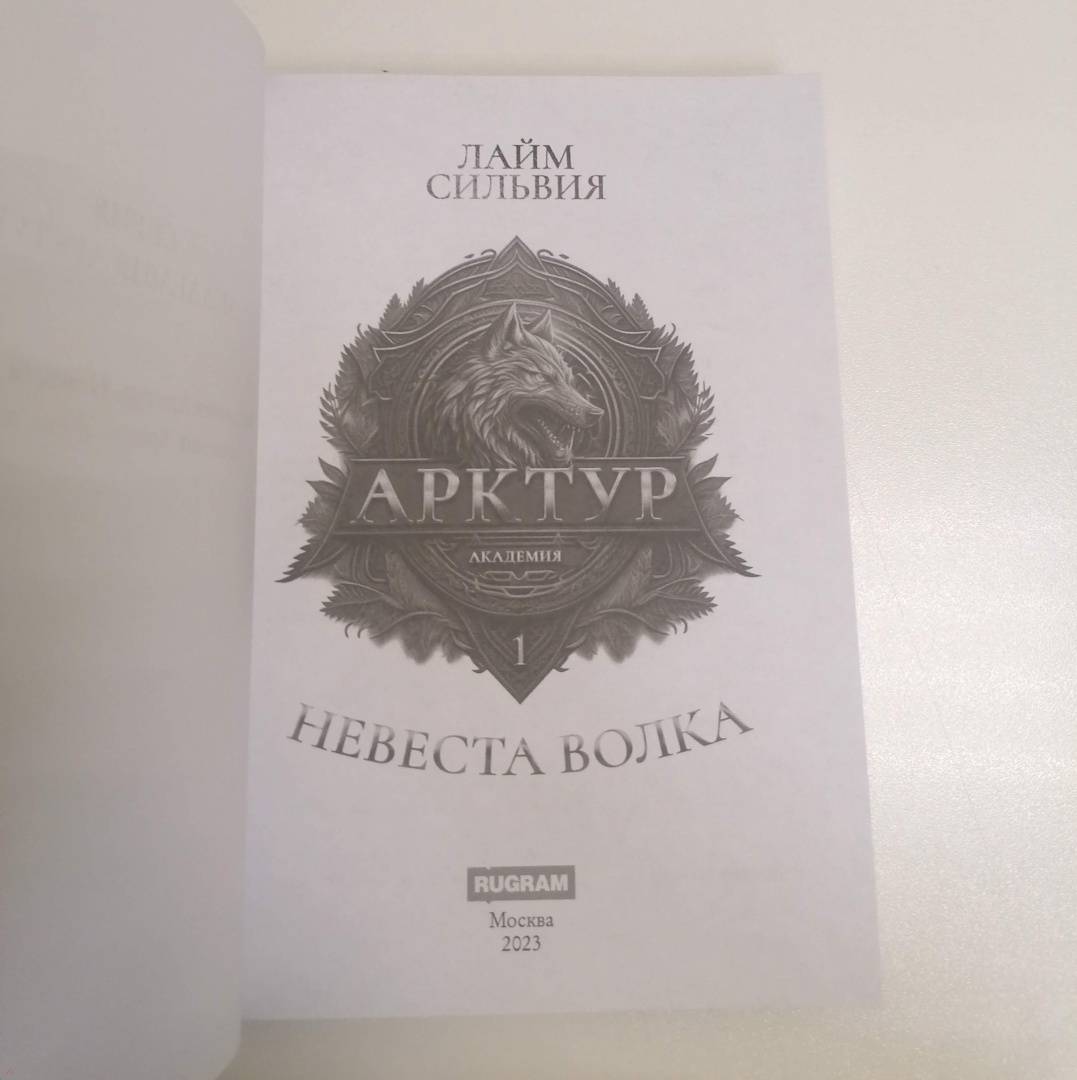 ЛАЙМ
СИЛЬВИЯ
АРКТУР
АКАДЕМИЯ
1
НЕВЕСТА ВОЛКА
RUGRAM
Москва
2023